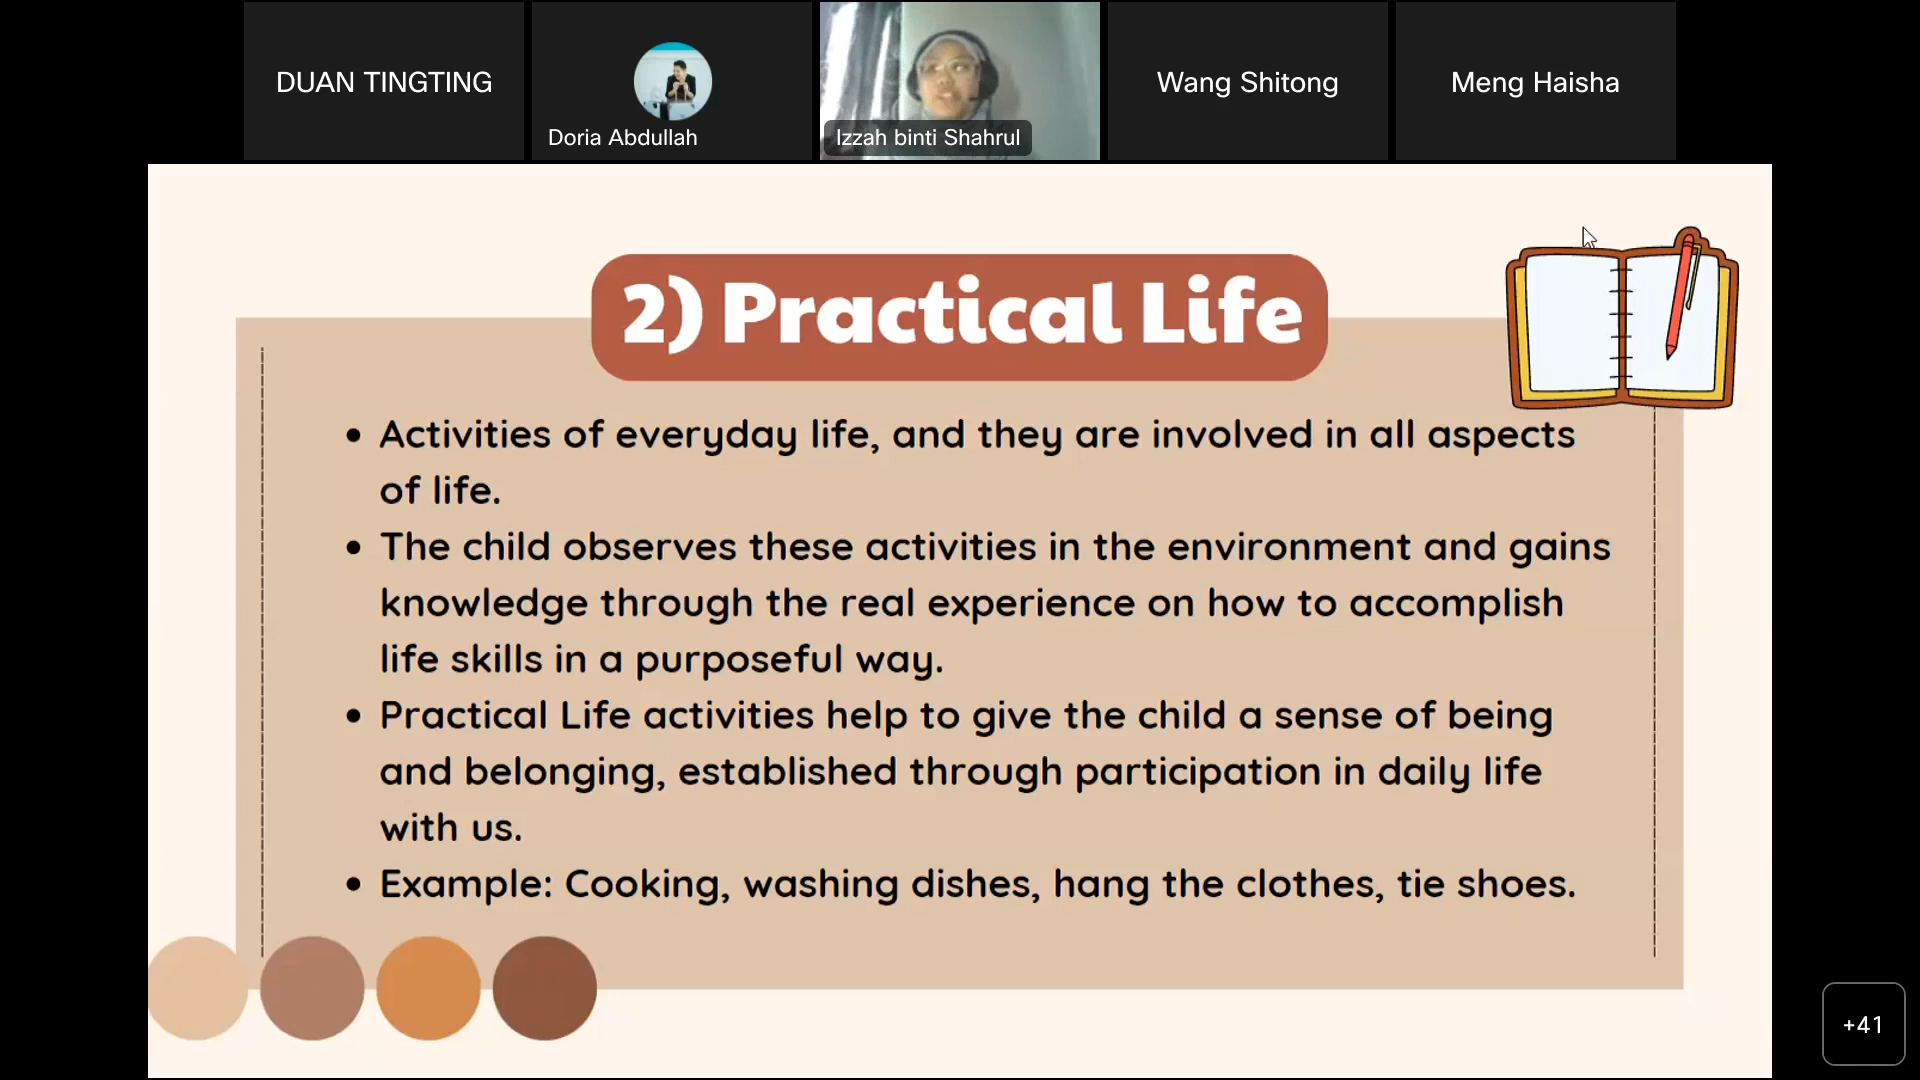 DUAN TINGTING
Doria Abdullah
Izzah binti Shahrul
Wang Shitong
Meng Haisha
2) Practical Life
• Activities of everyday life, and they are involved in all aspects
of life.
• The child observes these activities in the environment and gains
knowledge through the real experience on how to accomplish
life skills in a purposeful way.
• Practical Life activities help to give the child a sense of being
and belonging, established through participation in daily life
with us.
• Example: Cooking, washing dishes, hang the clothes, tie shoes.
+41